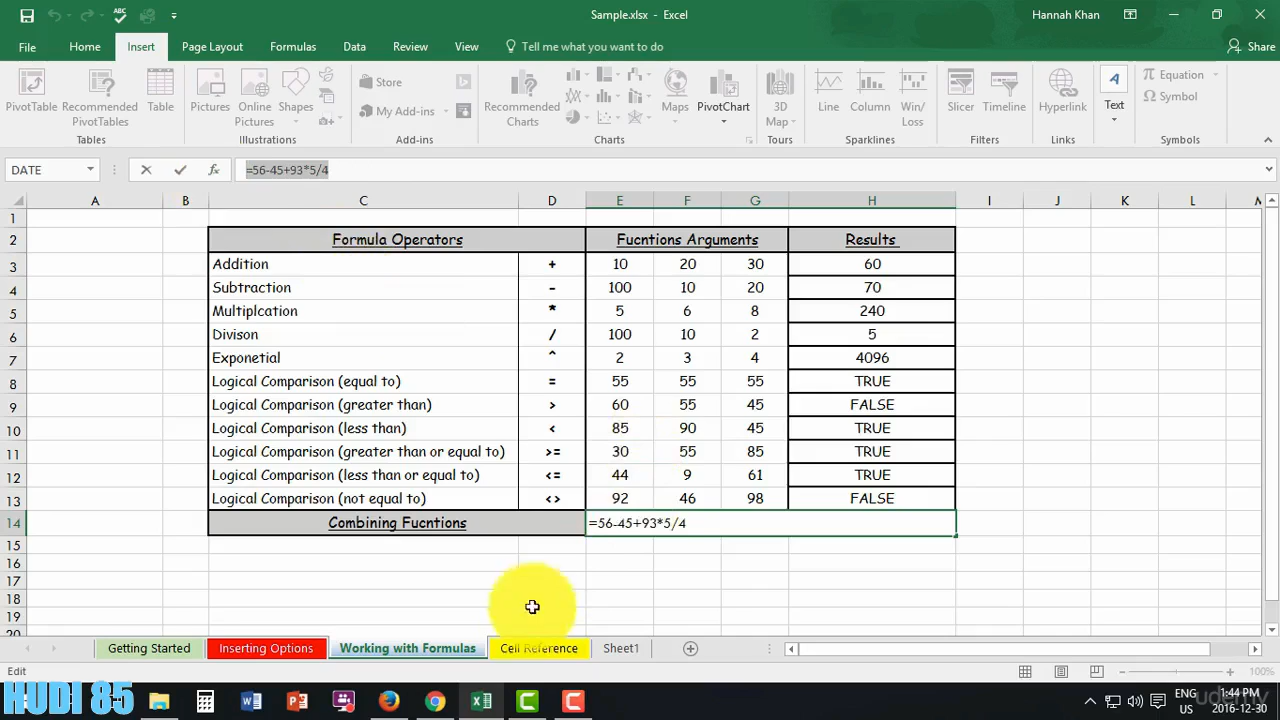 Sample.xlsx - Excel
Hannah Khan
File Home Insert Page Layout Formulas Data Review View Tell me what you want to do Share
PivotTable Recommended PivotTables Table
Tables
Pictures Online Pictures Shapes
Illustrations
Store
My Add-ins
Add-ins
Recommended Charts Maps PivotChart
Charts
3D Map
Tours
Line Column Win/Loss
Sparklines
Slicer Timeline
Filters
Hyperlink
Links
A
Text
Equation
Symbol
Symbols
DATE fx =56-45+93*5/4
A B C D E F G H I J K L M
1
2 Formula Operators Fucntions Arguments Results
3 Addition + 10 20 30 60
4 Subtraction - 100 10 20 70
5 Multiplcation * 5 6 8 240
6 Divison / 100 10 2 5
7 Exponetial ^ 2 3 4 4096
8 Logical Comparison (equal to) = 55 55 55 TRUE
9 Logical Comparison (greater than) > 60 55 45 FALSE
10 Logical Comparison (less than) < 85 90 45 TRUE
11 Logical Comparison (greater than or equal to) >= 30 55 85 TRUE
12 Logical Comparison (less than or equal to) <= 44 9 61 TRUE
13 Logical Comparison (not equal to) <> 92 46 98 FALSE
14 Combining Fucntions =56-45+93*5/4
15
16
17
18
19
20
Getting Started Inserting Options Working with Formulas Cell Reference Sheet1
Edit 100%
HUDI 85
ENG 1:44 PM
US 2016-12-30
udemy